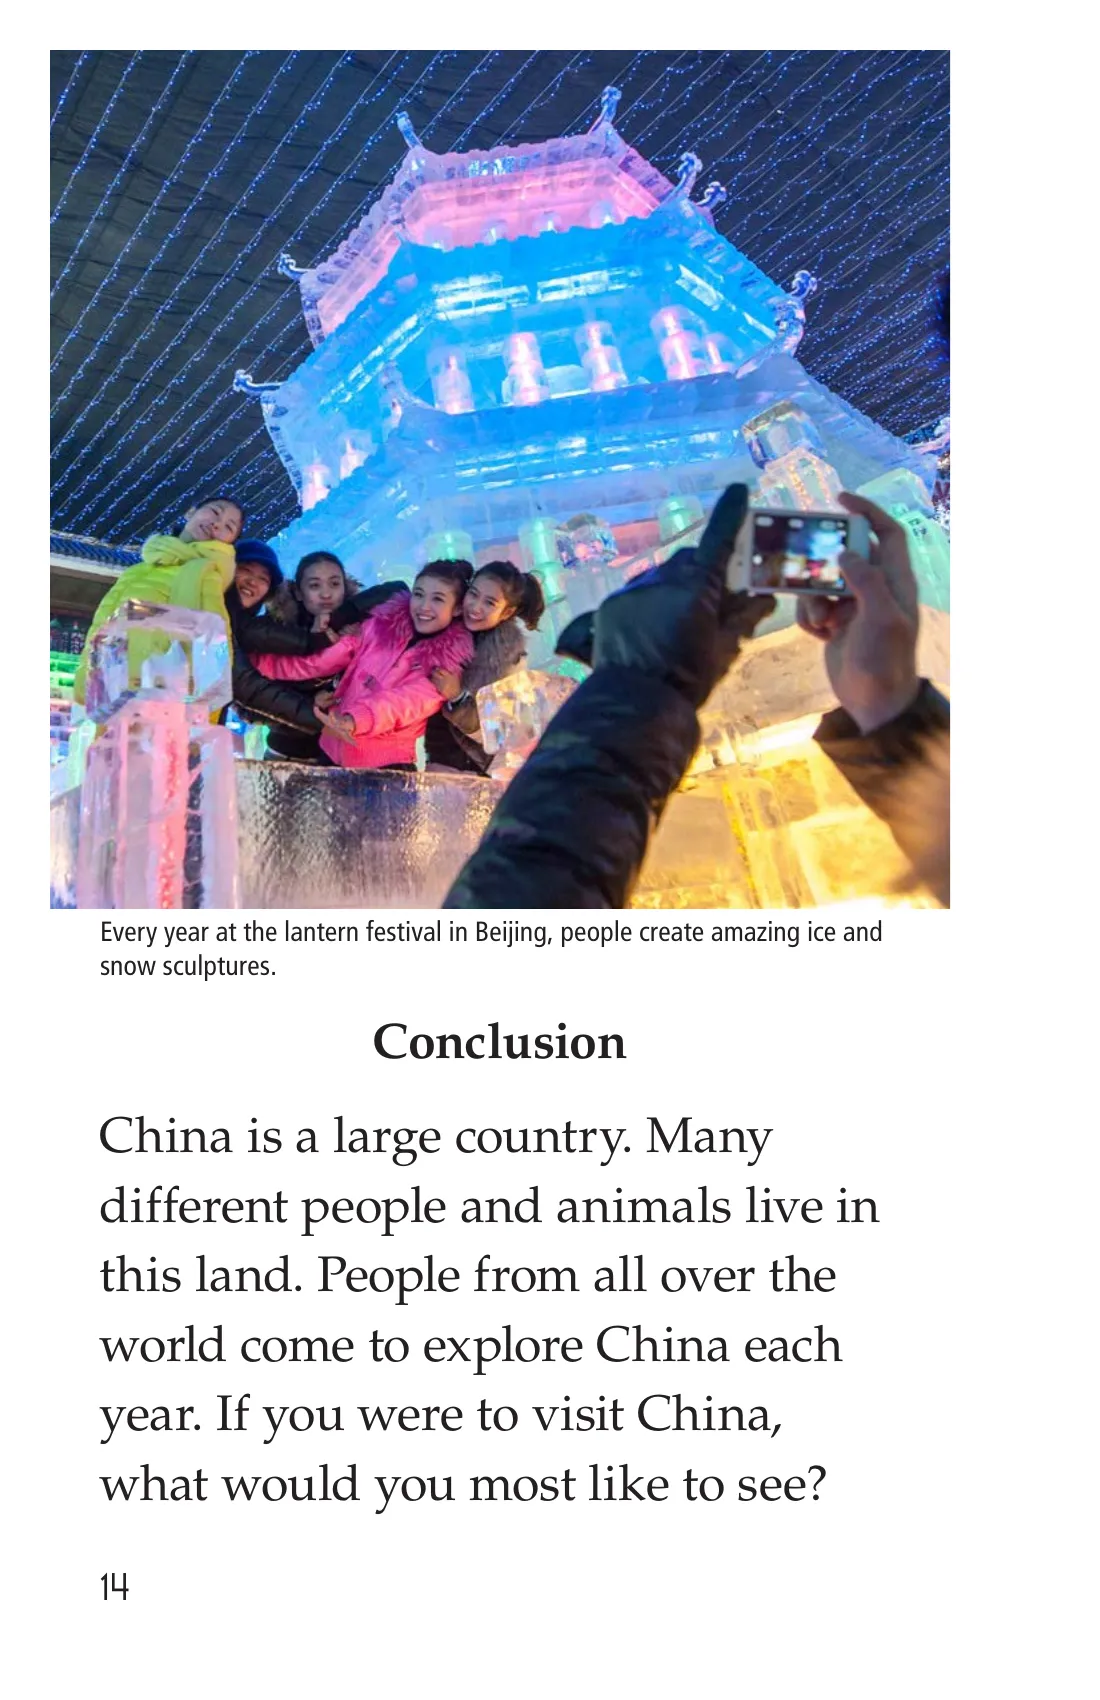 Every year at the lantern festival in Beijing, people create amazing ice and
snow sculptures.
Conclusion
China is a large country. Many
different people and animals live in
this land. People from all over the
world come to explore China each
year. If you were to visit China,
what would you most like to see?
14